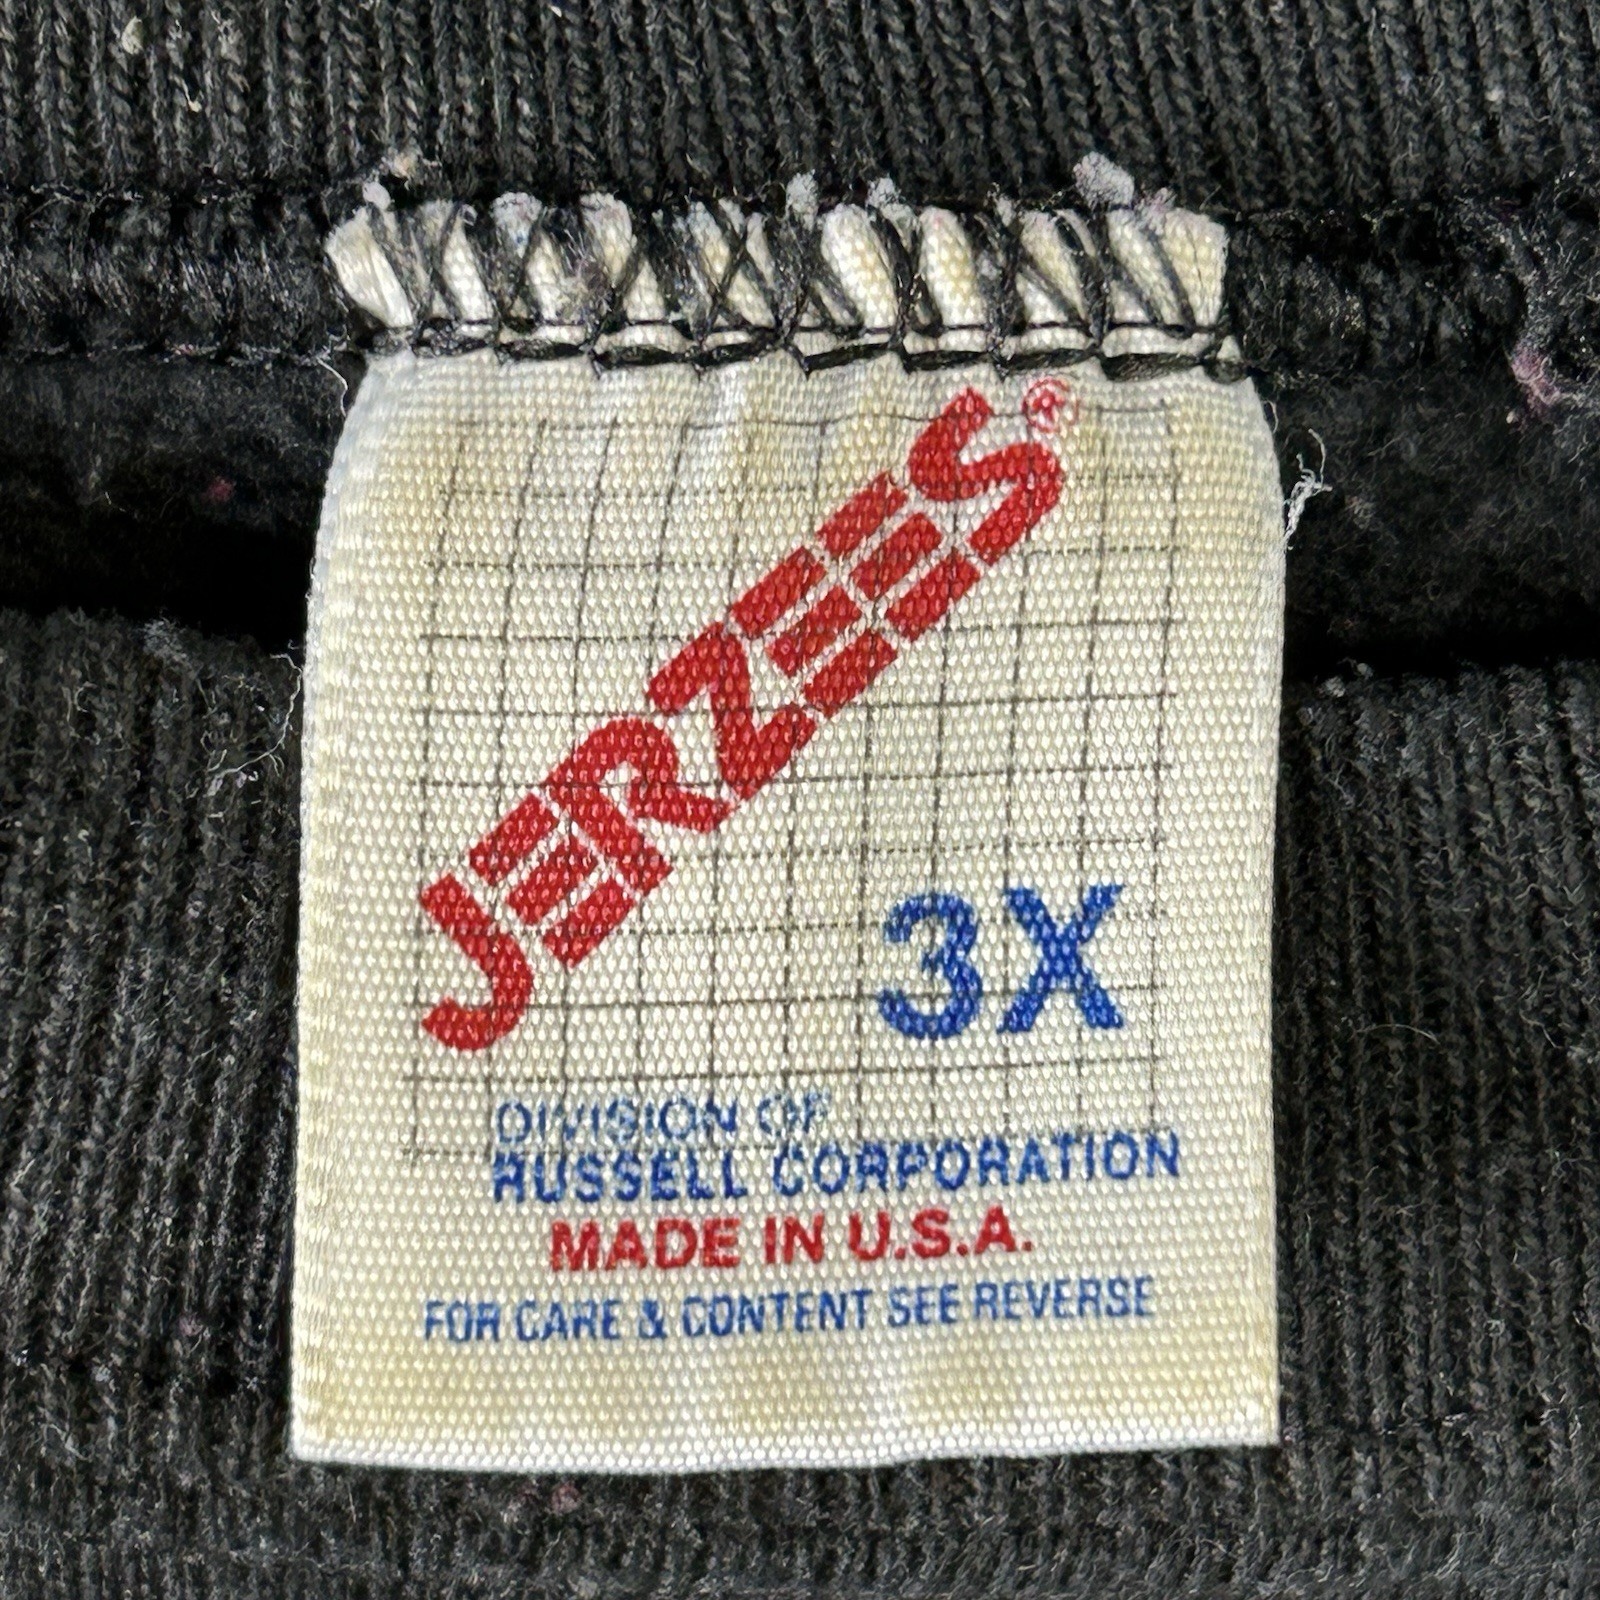 JERZEES®
3X
DIVISION OF
RUSSELL CORPORATION
MADE IN U.S.A.
FOR CARE & CONTENT SEE REVERSE